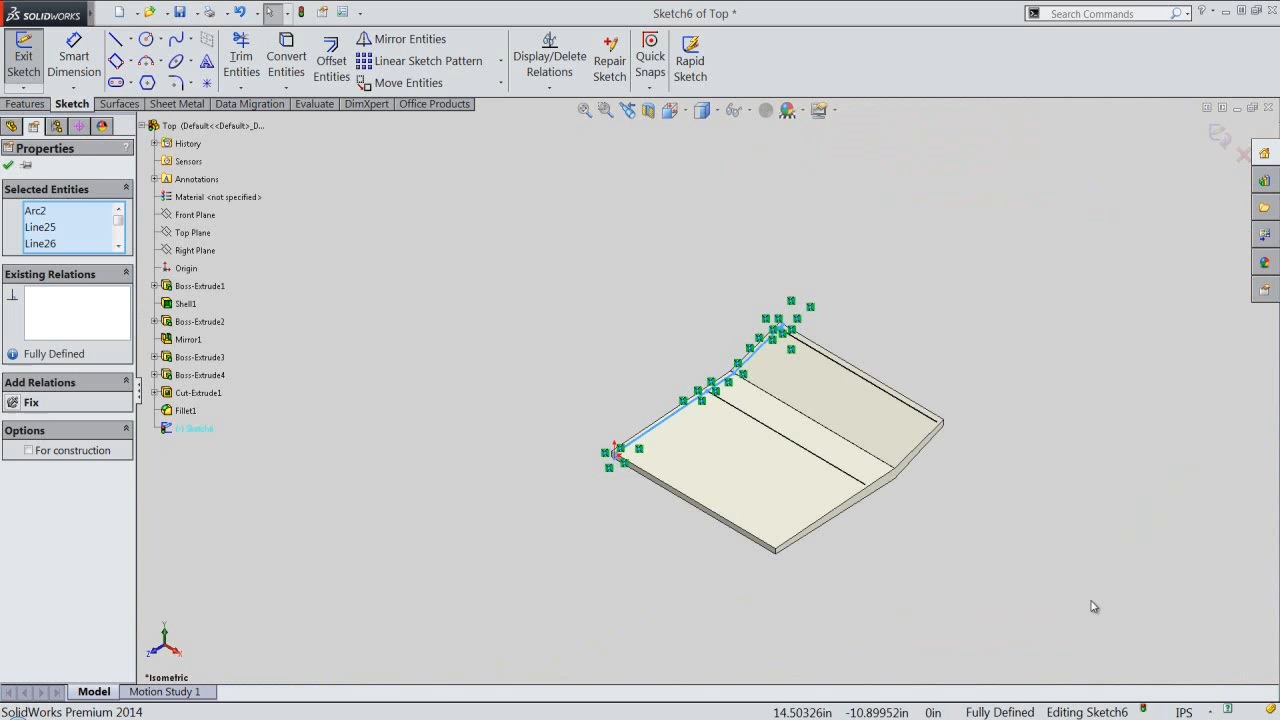 SOLIDWORKS
Sketch6 of Top *
Search Commands
?
Exit
Sketch
Smart
Dimension
Trim
Entities
Convert
Entities
Offset
Entities
Mirror Entities
Linear Sketch Pattern
Move Entities
Display/Delete
Relations
Repair
Sketch
Quick
Snaps
Rapid
Sketch
Features
Sketch
Surfaces
Sheet Metal
Data Migration
Evaluate
DimXpert
Office Products
Properties
?
Selected Entities
Arc2
Line25
Line26
Existing Relations
Fully Defined
Add Relations
Fix
Options
For construction
Top (Default<<Default>_D...
History
Sensors
Annotations
Material <not specified>
Front Plane
Top Plane
Right Plane
Origin
Boss-Extrude1
Shell1
Boss-Extrude2
Mirror1
Boss-Extrude3
Boss-Extrude4
Cut-Extrude1
Fillet1
(-) Sketch6
Y
Z
X
*Isometric
Model
Motion Study 1
SolidWorks Premium 2014
14.50326in
-10.89952in
0in
Fully Defined
Editing Sketch6
IPS